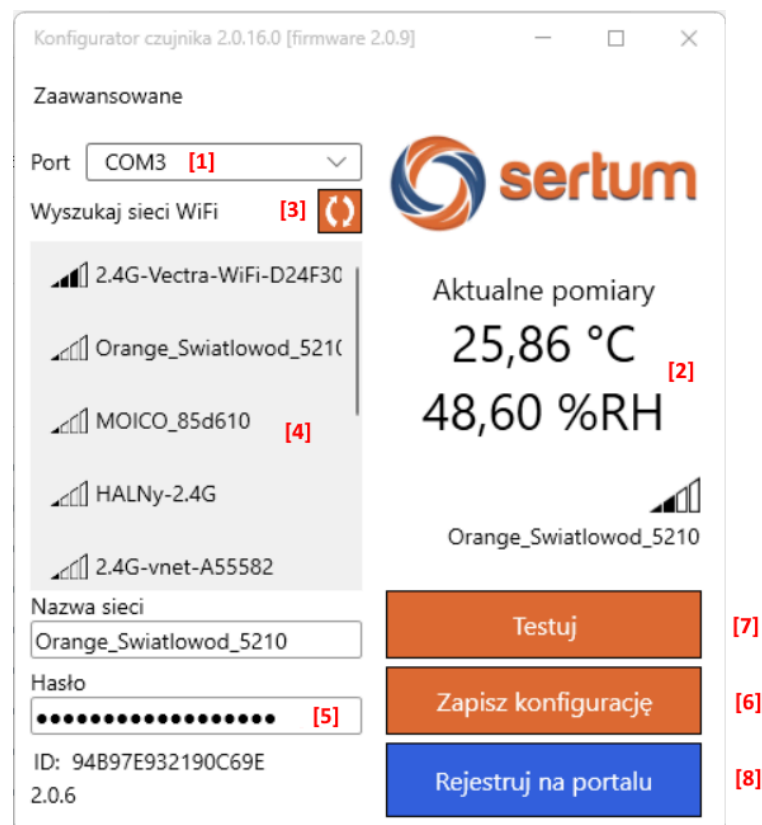 Konfigurator czujnika 2.0.16.0 [firmware 2.0.9]
Zaawansowane
Port COM3 [1]
sertum
Wyszukaj sieci WiFi [3]
2.4G-Vectra-WiFi-D24F30
Orange_Swiatlowod_521(
MOICO_85d610
[4]
HALNy-2.4G
2.4G-vnet-A55582
Aktualne pomiary
25,86 °C
[2]
48,60 %RH
Orange_Swiatlowod_5210
Nazwa sieci
Orange_Swiatlowod_5210
Hasło
●●●●●●●●●●●●●●●●●● [5]
ID: 94B97E932190C69E
2.0.6
Testuj [7]
Zapisz konfigurację [6]
Rejestruj na portalu [8]